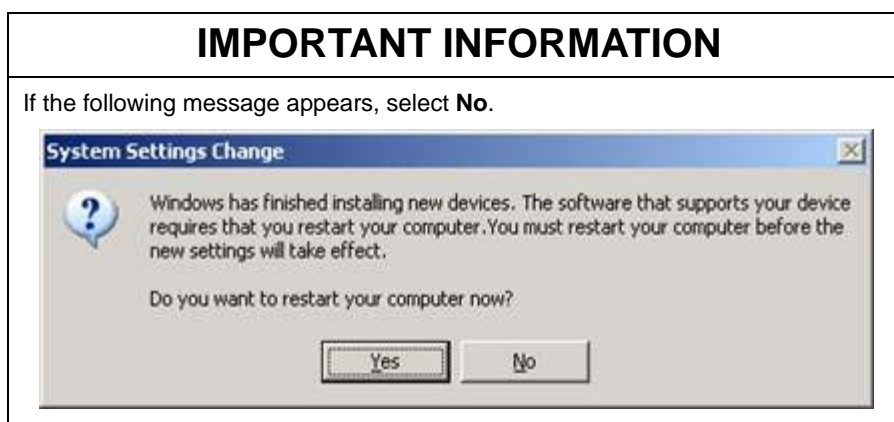 IMPORTANT INFORMATION
If the following message appears, select No.
System Settings Change
Windows has finished installing new devices. The software that supports your device
requires that you restart your computer.You must restart your computer before the
new settings will take effect.
Do you want to restart your computer now?
Yes
No